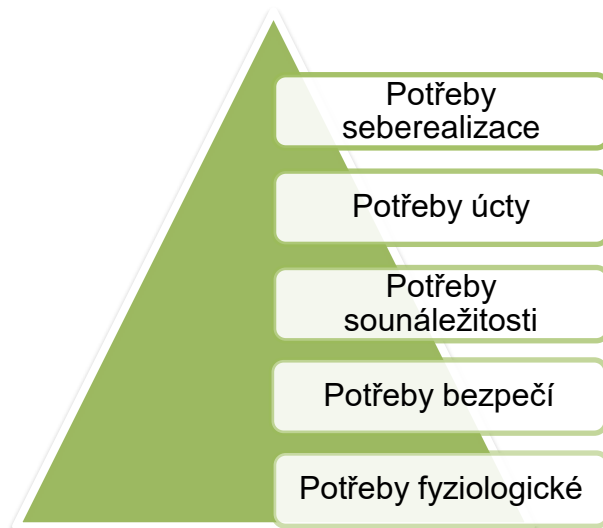 Potřeby
seberealizace
Potřeby úcty
Potřeby
sounáležitosti
Potřeby bezpečí
Potřeby fyziologické